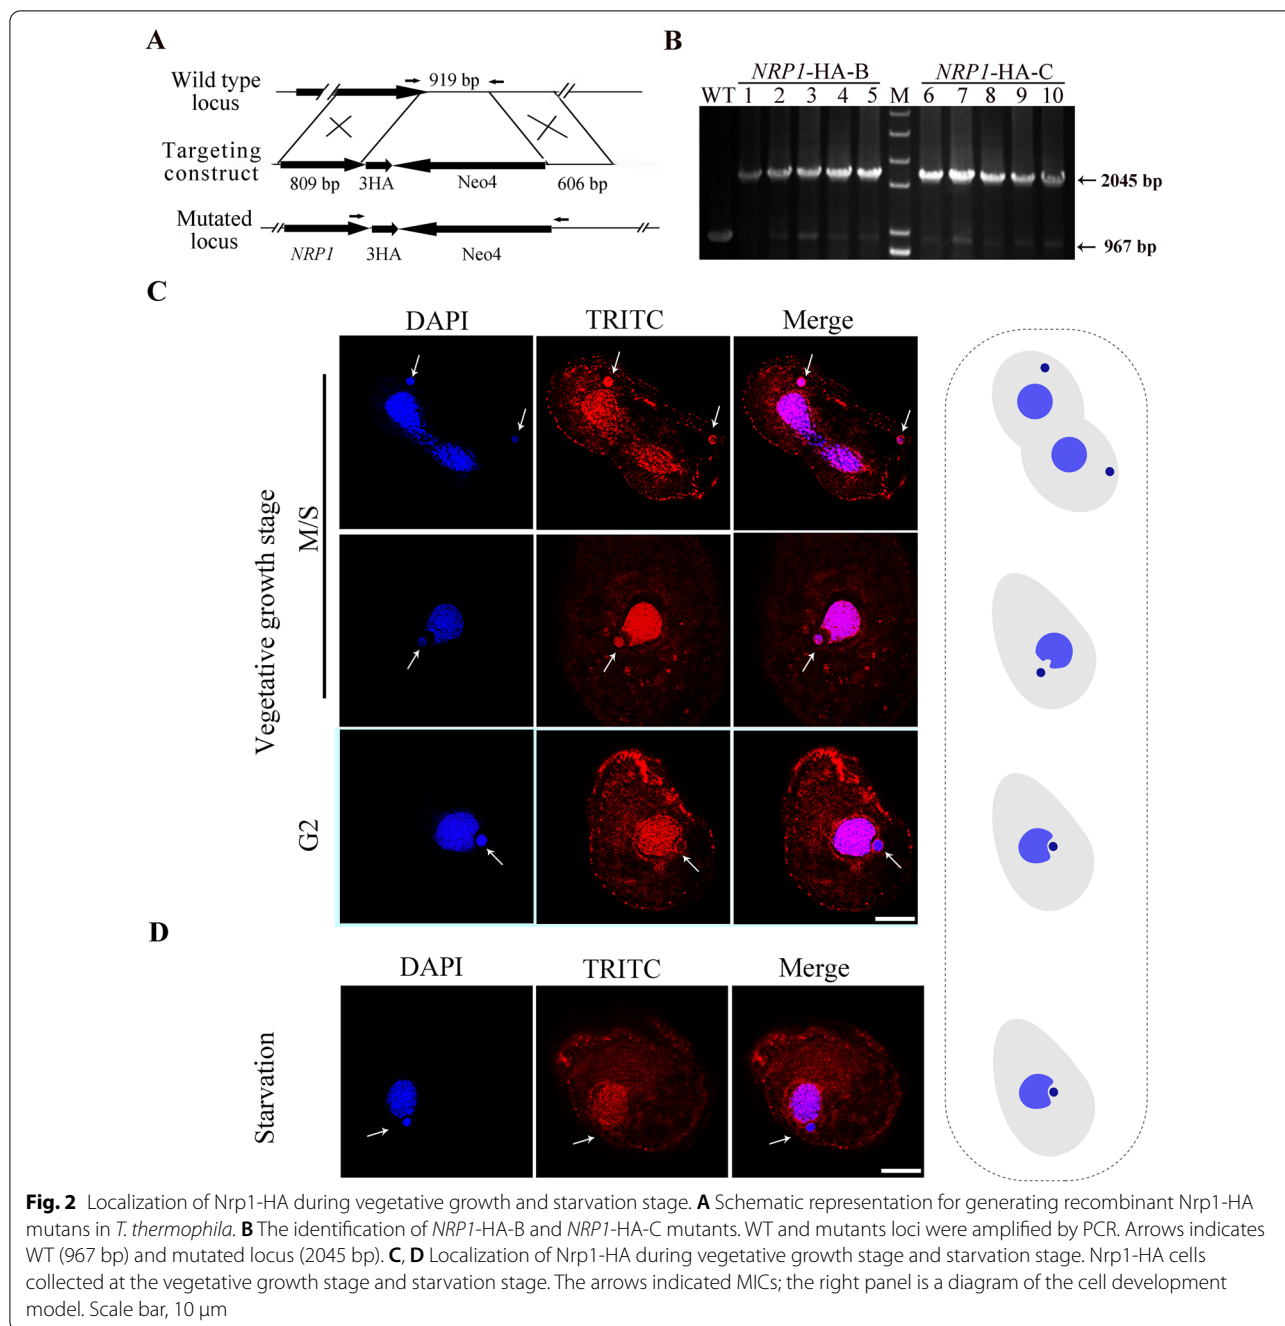 A
Wild type
locus
919 bp
Targeting
construct
809 bp
3HA
Neo4
606 bp
Mutated
locus
NRP1
3HA
Neo4
B
NRP1-HA-B
NRP1-HA-C
WT 1 2 3 4 5 M 6 7 8 9 10
← 2045 bp
← 967 bp
C
DAPI TRITC Merge
Vegetative growth stage
M/S
G2
D
DAPI TRITC Merge
Starvation
Fig. 2 Localization of Nrp1-HA during vegetative growth and starvation stage. A Schematic representation for generating recombinant Nrp1-HA
mutans in T. thermophila. B The identification of NRP1-HA-B and NRP1-HA-C mutants. WT and mutants loci were amplified by PCR. Arrows indicates
WT (967 bp) and mutated locus (2045 bp). C, D Localization of Nrp1-HA during vegetative growth stage and starvation stage. Nrp1-HA cells
collected at the vegetative growth stage and starvation stage. The arrows indicated MICs; the right panel is a diagram of the cell development
model. Scale bar, 10 μm